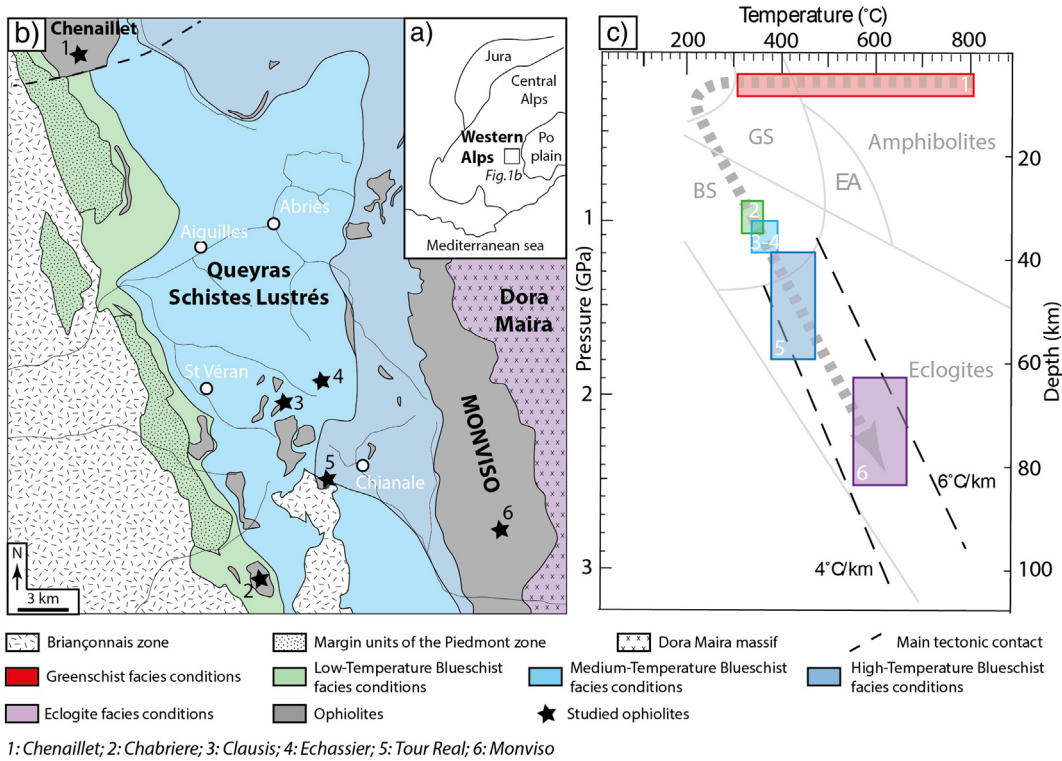 b)
Chenaillet
1
Abriès
Aiguilles
Queyras
Schistes Lustrés
St Véran
4
3
5
Chianale
2
6
MONVISO
Dora
Maira
N
3 km
a)
Jura
Central
Alps
Western
Alps
Po
plain
Fig.1b
Mediterranean sea
c)
Temperature (°C)
200 400 600 800
1
GS
Amphibolites
EA
BS
2
3-4
5
Eclogites
6
6°C/km
4°C/km
Pressure (GPa)
1
2
3
20
40
60
80
100
Depth (km)
Briançonnais zone
Margin units of the Piedmont zone
Dora Maira massif
Main tectonic contact
Greenschist facies conditions
Low-Temperature Blueschist
facies conditions
Medium-Temperature Blueschist
facies conditions
High-Temperature Blueschist
facies conditions
Eclogite facies conditions
Ophiolites
Studied ophiolites
1: Chenaillet; 2: Chabriere; 3: Clausis; 4: Echassier; 5: Tour Real; 6: Monviso